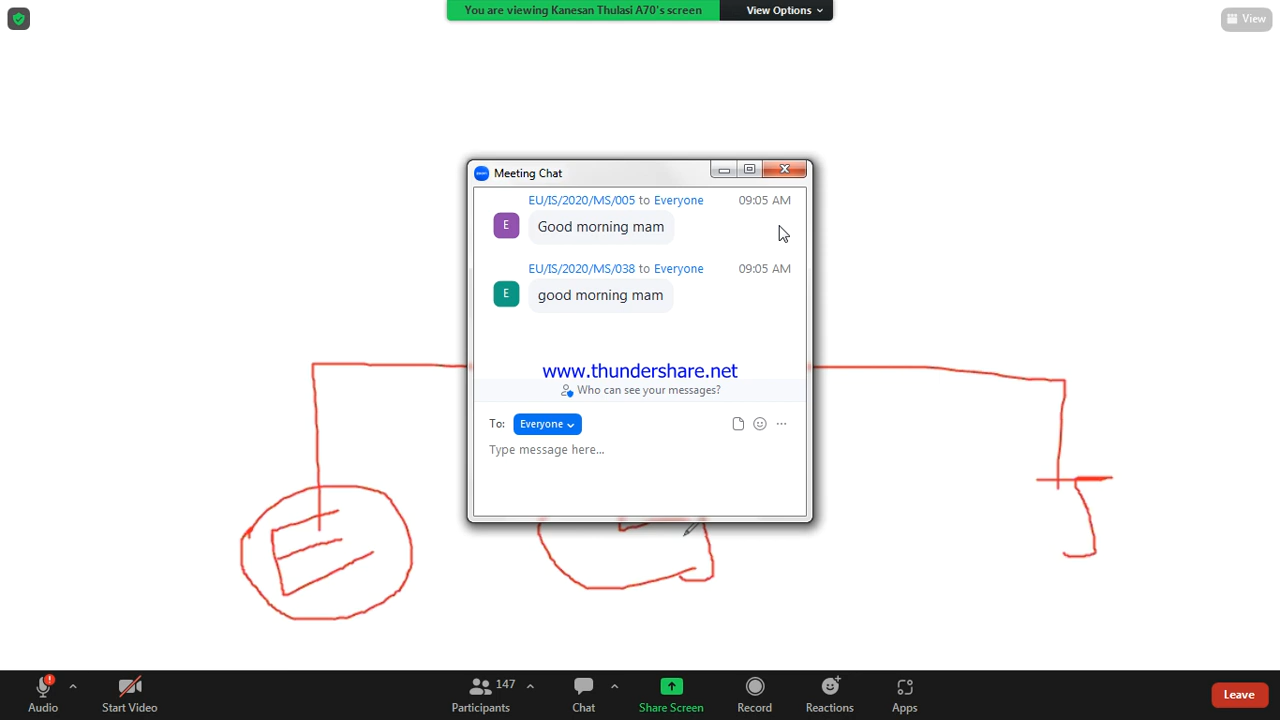 You are viewing Kanesan Thulasi A70's screen
View Options
View
Meeting Chat
EU/IS/2020/MS/005 to Everyone 09:05 AM
E
Good morning mam
EU/IS/2020/MS/038 to Everyone 09:05 AM
E
good morning mam
www.thundershare.net
Who can see your messages?
To: Everyone
Type message here...
E
J
147
Audio
Start Video
Participants
Chat
Share Screen
Record
Reactions
Apps
Leave